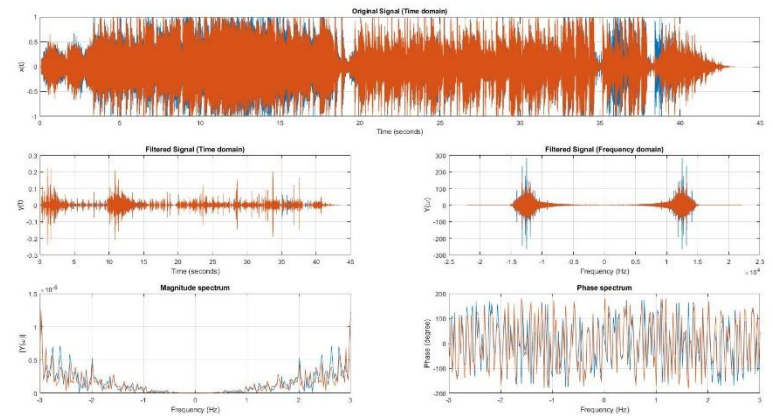 Original Signal (Time domain)
x(t)
1
0.5
0
-0.5
-1
0 5 10 15 20 25 30 35 40 45
Time (seconds)
Filtered Signal (Time domain)
y(t)
0.3
0.2
0.1
0
-0.1
-0.2
-0.3
0 5 10 15 20 25 30 35 40 45
Time (seconds)
Filtered Signal (Frequency domain)
Y(ω)
300
200
100
0
-100
-200
-300
-2.5 -2 -1.5 -1 -0.5 0 0.5 1 1.5 2 2.5
Frequency (Hz)
×10⁴
Magnitude spectrum
|Y(ω)|
×10⁻⁶
1.5
1
0.5
0
-3 -2 -1 0 1 2 3
Frequency (Hz)
Phase spectrum
Phase (degree)
200
100
0
-100
-200
-3 -2 -1 0 1 2 3
Frequency (Hz)